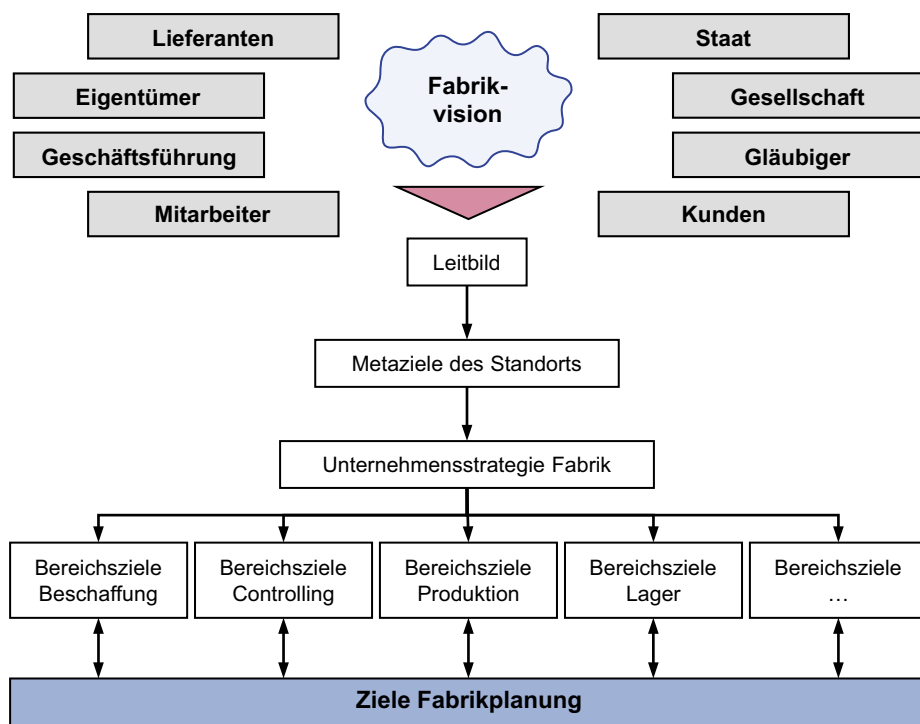 Lieferanten
Eigentümer
Geschäftsführung
Mitarbeiter
Fabrik-
vision
Staat
Gesellschaft
Gläubiger
Kunden
Leitbild
Metaziele des Standorts
Unternehmensstrategie Fabrik
Bereichsziele
Beschaffung
Bereichsziele
Controlling
Bereichsziele
Produktion
Bereichsziele
Lager
Bereichsziele
...
Ziele Fabrikplanung